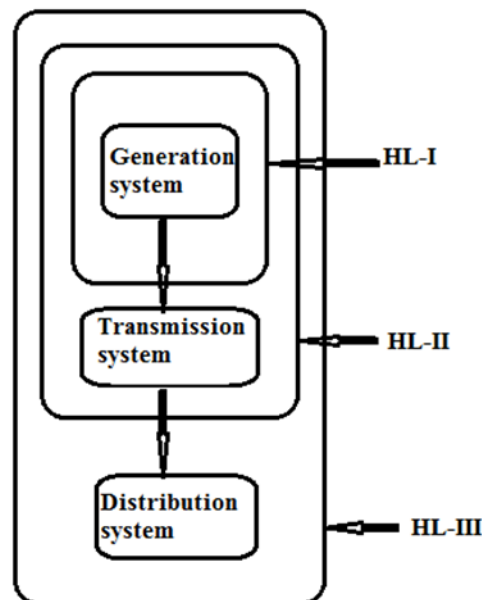 Generation
system
HL-I
Transmission
system
HL-II
Distribution
system
HL-III